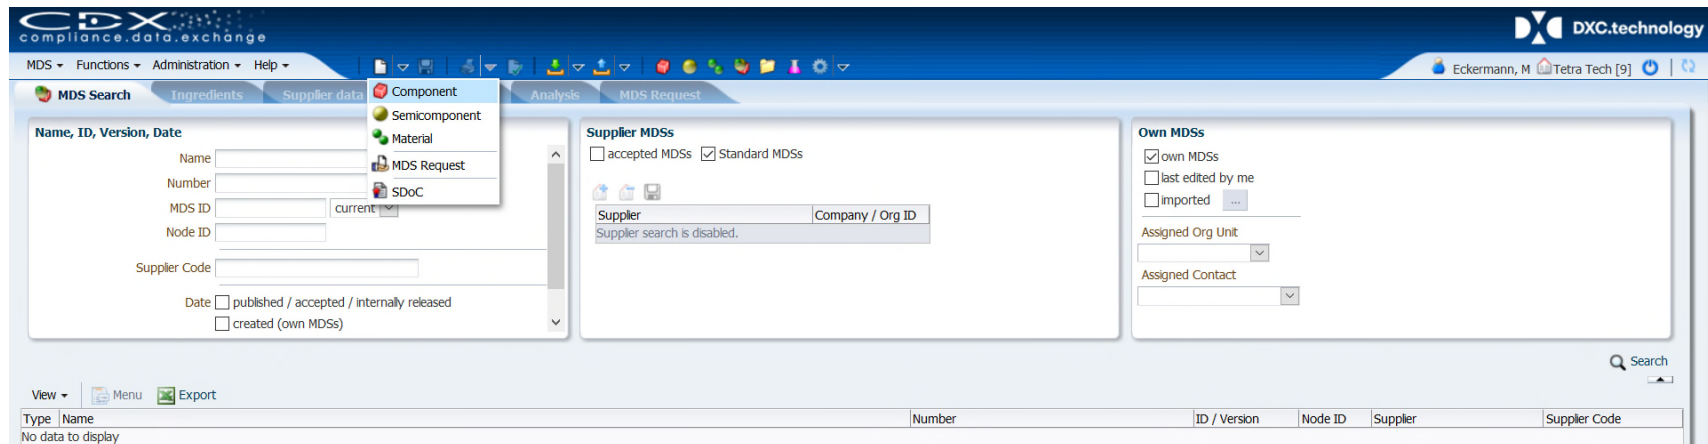 CDX
compliance.data.exchange
DXC.technology
MDS Functions Administration Help
Eckermann, M Tetra Tech [9]
MDS Search Ingredients Supplier data Analysis MDS Request
Component
Semicomponent
Material
MDS Request
SDoC
Name, ID, Version, Date
Name
Number
MDS ID current
Node ID
Supplier Code
Date published / accepted / internally released
created (own MDSs)
Supplier MDSs
accepted MDSs Standard MDSs
Supplier Company / Org ID
Supplier search is disabled.
Own MDSs
own MDSs
last edited by me
imported ...
Assigned Org Unit
Assigned Contact
Search
View Menu Export
Type Name Number ID / Version Node ID Supplier Supplier Code
No data to display